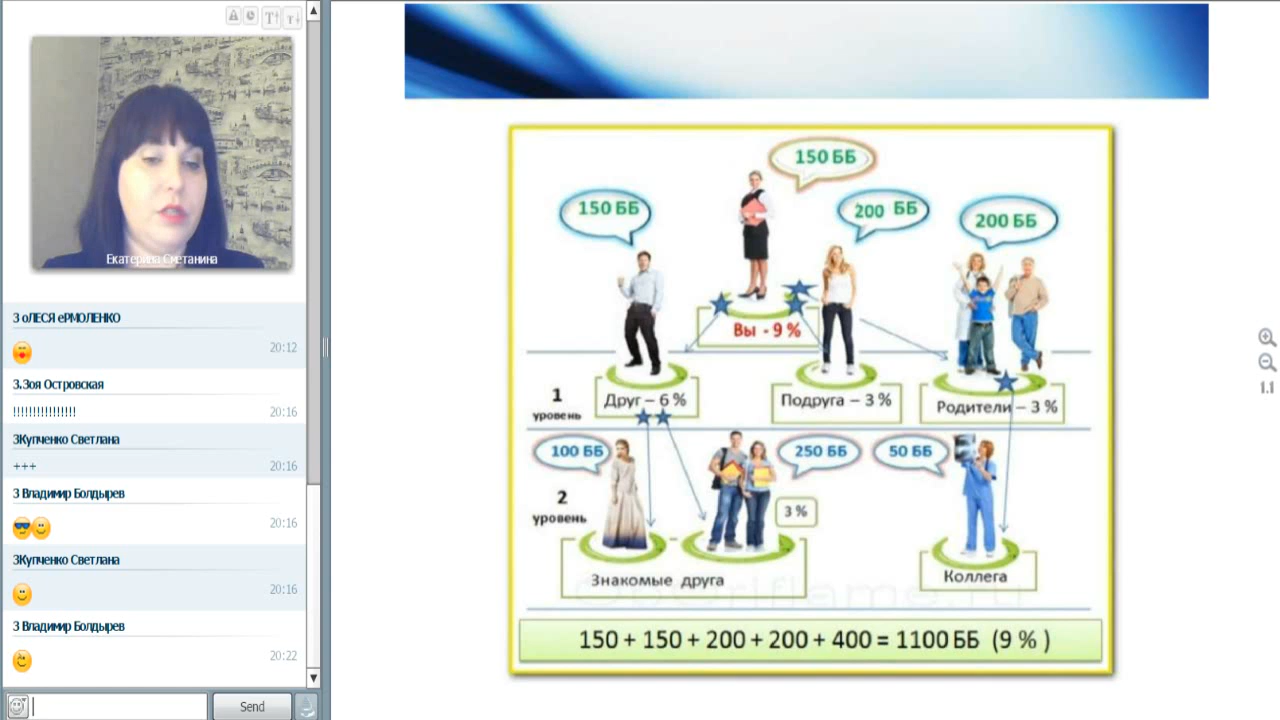 Екатерина Сметанина
3 оЛЕСЯ еРМОЛЕНКО
20:12
3.Зоя Островская
!!!!!!!!!!!!!!!!
20:16
3Купченко Светлана
+++
20:16
3 Владимир Болдырев
20:16
3Купченко Светлана
20:16
3 Владимир Болдырев
20:22
Send
150 ББ
150 ББ
200 ББ
200 ББ
Вы - 9 %
1 уровень
Друг – 6 %
Подруга – 3 %
Родители – 3 %
100 ББ
250 ББ
50 ББ
2 уровень
3 %
Знакомые друга
Коллега
150 + 150 + 200 + 200 + 400 = 1100 ББ (9 % )
1:1